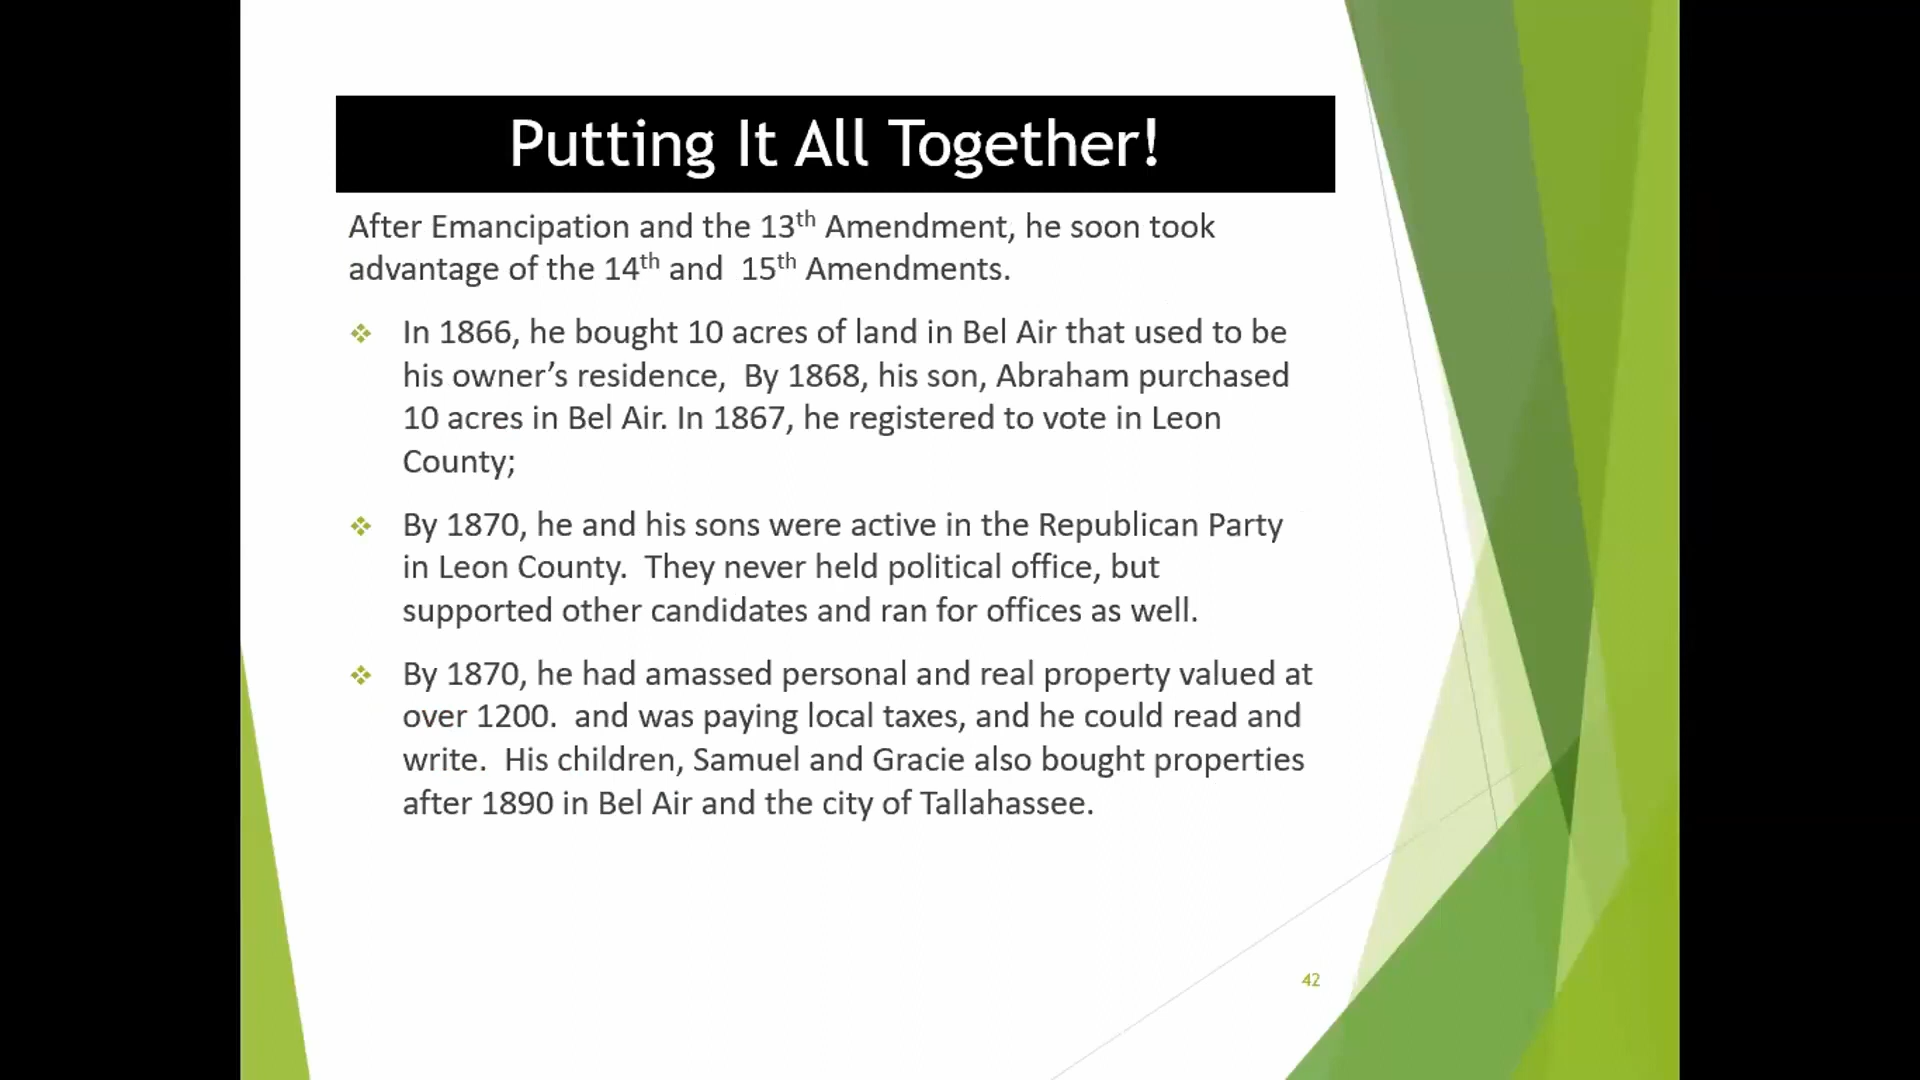 Putting It All Together!
After Emancipation and the 13th Amendment, he soon took
advantage of the 14th and  15th Amendments.
❖ In 1866, he bought 10 acres of land in Bel Air that used to be
his owner’s residence,  By 1868, his son, Abraham purchased
10 acres in Bel Air. In 1867, he registered to vote in Leon
County;
❖ By 1870, he and his sons were active in the Republican Party
in Leon County.  They never held political office, but
supported other candidates and ran for offices as well.
❖ By 1870, he had amassed personal and real property valued at
over 1200.  and was paying local taxes, and he could read and
write.  His children, Samuel and Gracie also bought properties
after 1890 in Bel Air and the city of Tallahassee.
42